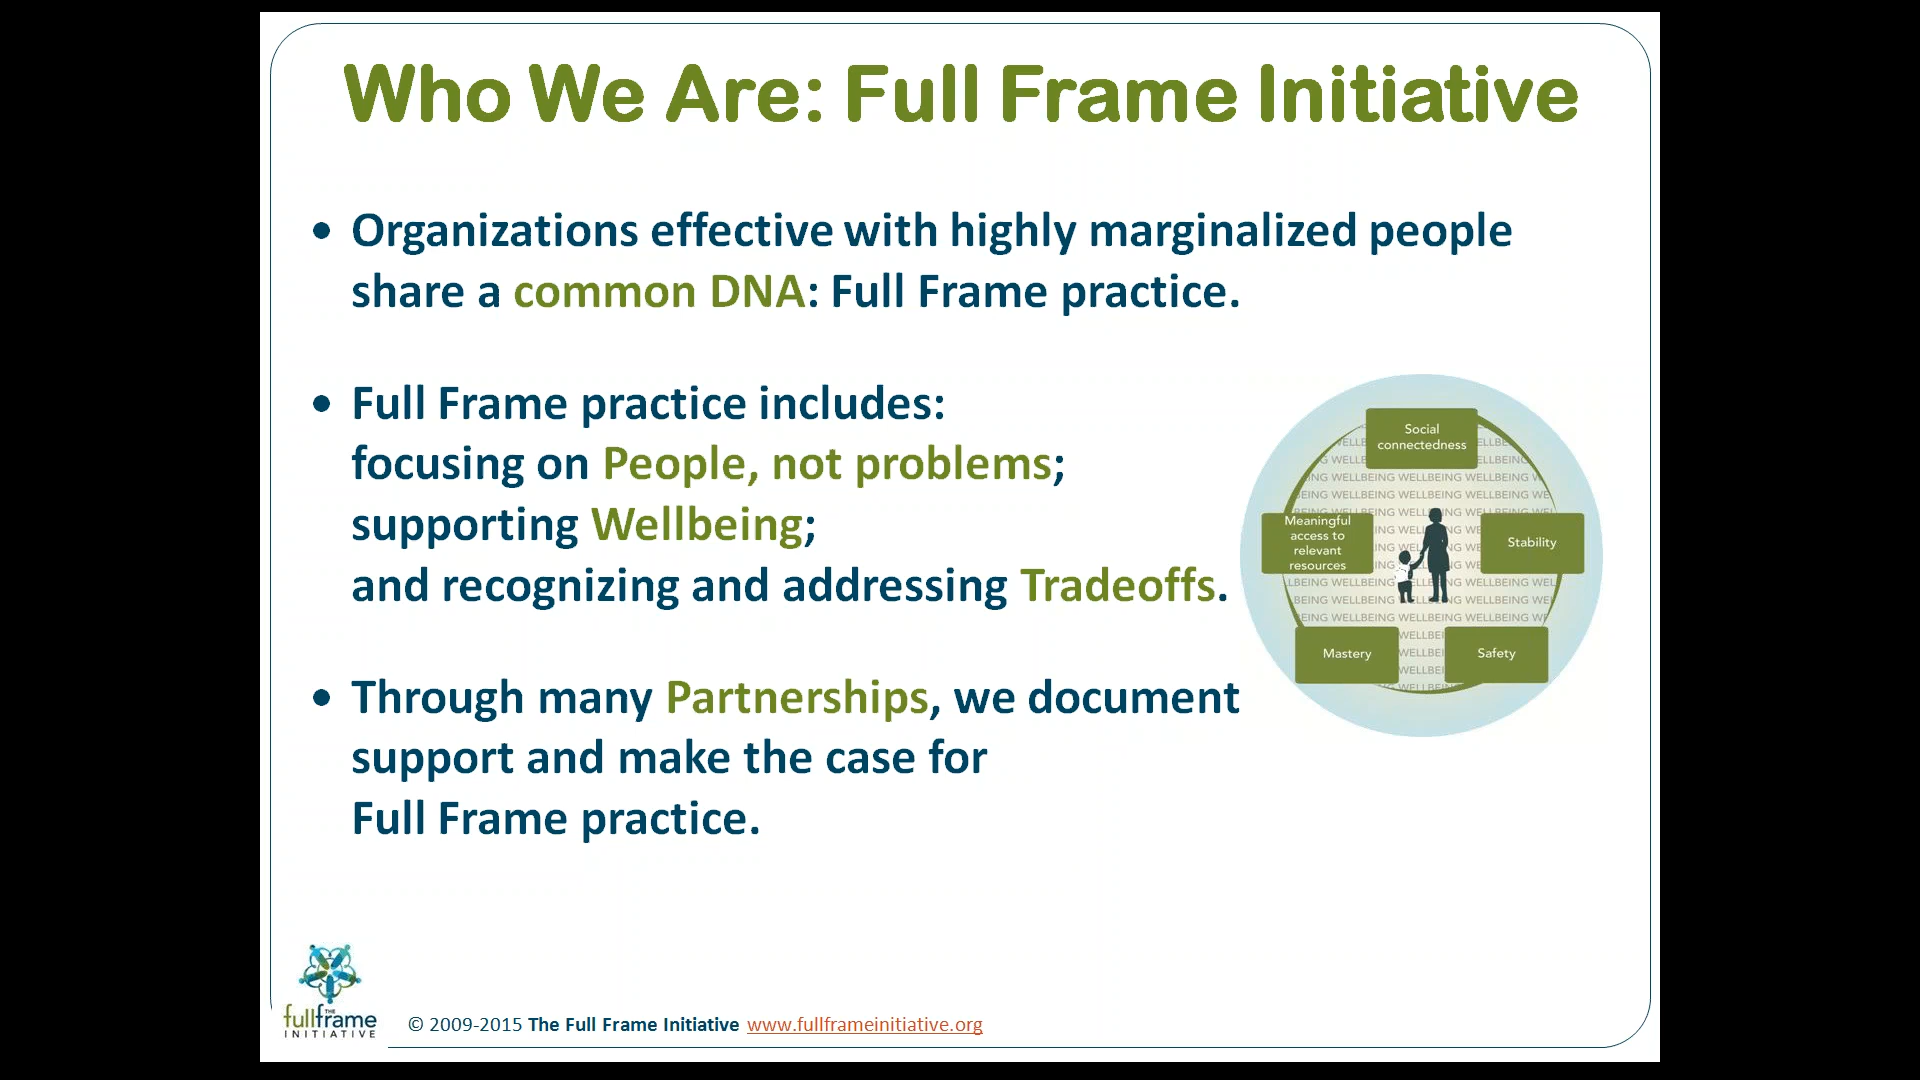 Who We Are: Full Frame Initiative
• Organizations effective with highly marginalized people
share a common DNA: Full Frame practice.
• Full Frame practice includes:
focusing on People, not problems;
supporting Wellbeing;
and recognizing and addressing Tradeoffs.
• Through many Partnerships, we document
support and make the case for
Full Frame practice.
Social
connectedness
Meaningful
access to
relevant
resources
Stability
Mastery
Safety
WELLBEING WELLBEING WELLBEING
THE
fullframe
INITIATIVE
© 2009-2015 The Full Frame Initiative www.fullframeinitiative.org